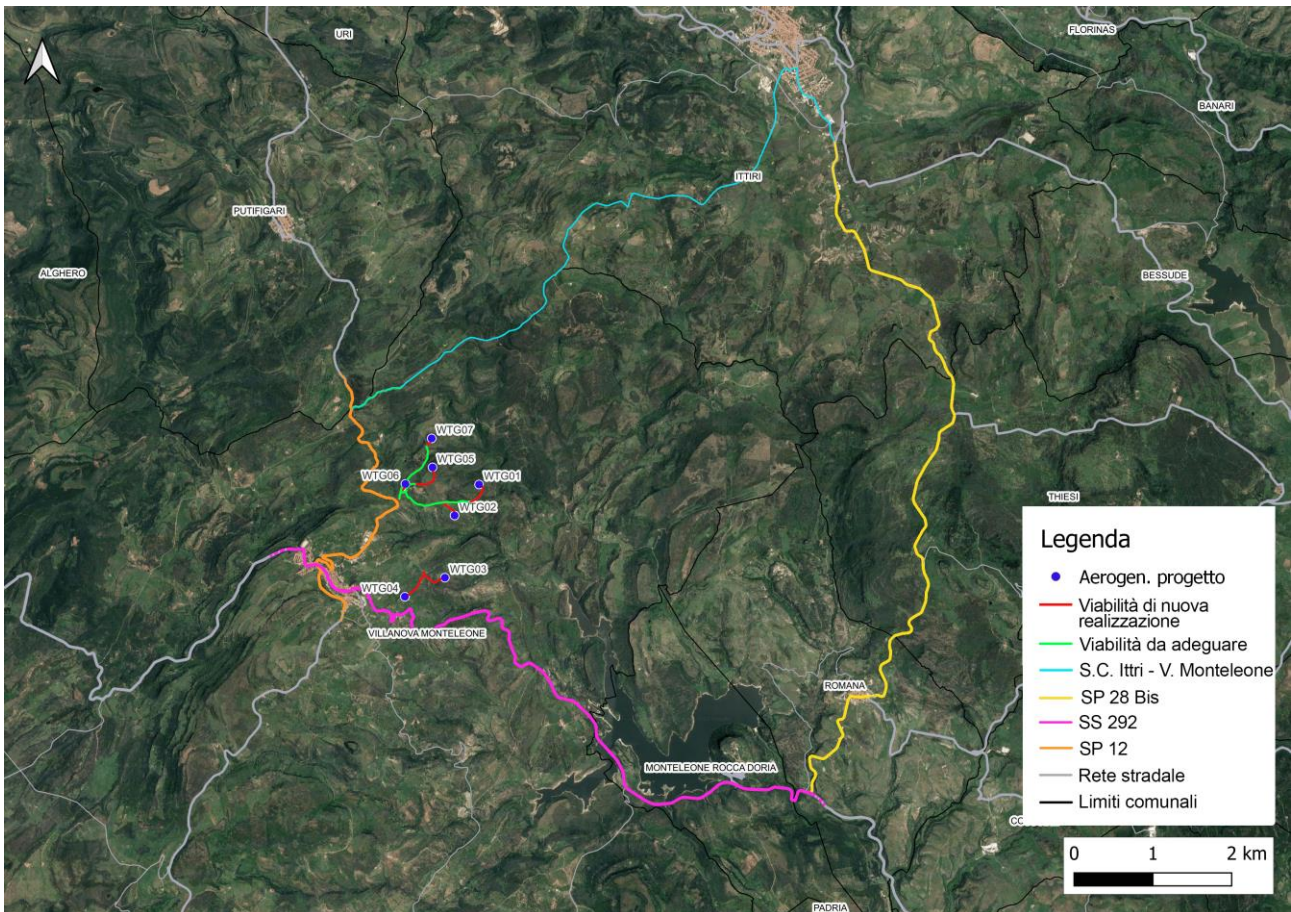 URI
FLORINAS
BANARI
ITTIRI
PUTIFIGARI
ALGHERO
BESSUDE
WTG07
WTG05
WTG06
WTG01
WTG02
THIESI
WTG03
WTG04
VILLANOVA MONTELEONE
ROMANA
MONTELEONE ROCCA DORIA
PADRIA
Legenda
Aerogen. progetto
Viabilità di nuova
realizzazione
Viabilità da adeguare
S.C. Ittri - V. Monteleone
SP 28 Bis
SS 292
SP 12
Rete stradale
Limiti comunali
0 1 2 km